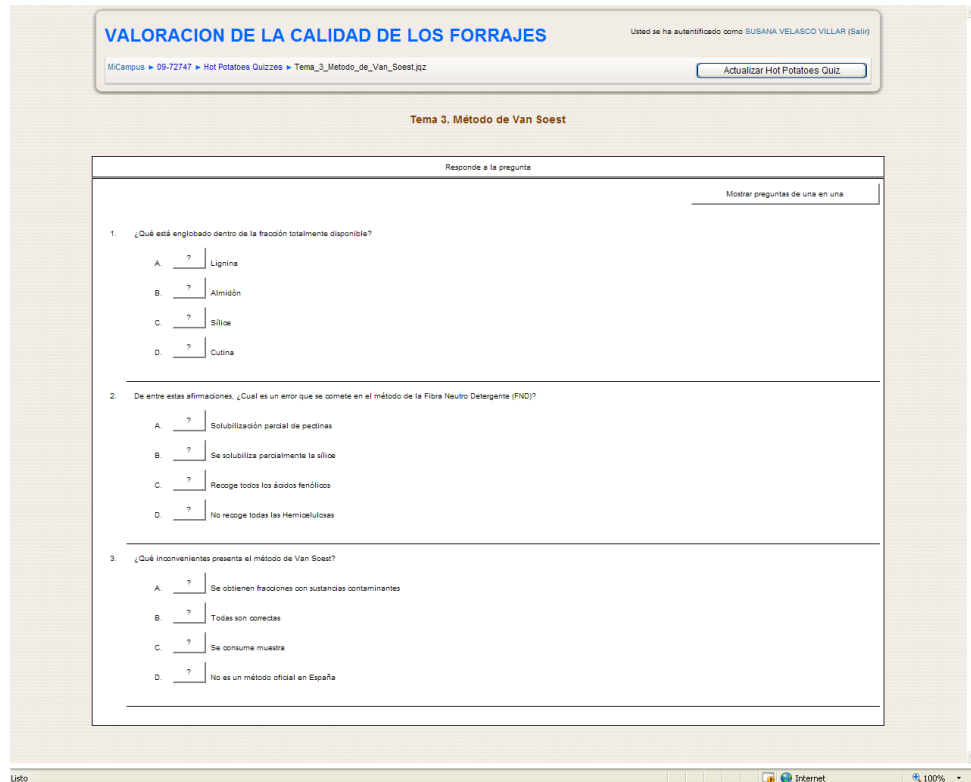 VALORACION DE LA CALIDAD DE LOS FORRAJES
Usted se ha autentificado como SUSANA VELASCO VILLAR (Salir)
MiCampus ► 09-72747 ► Hot Potatoes Quizzes ► Tema_3_Metodo_de_Van_Soest.jqz
Actualizar Hot Potatoes Quiz
Tema 3. Método de Van Soest
Responde a la pregunta
Mostrar preguntas de una en una
1. ¿Qué está englobado dentro de la fracción totalmente disponible?
A. ? Lignina
B. ? Almidón
C. ? Sílice
D. ? Cutina
2. De entre estas afirmaciones, ¿Cual es un error que se comete en el método de la Fibra Neutro Detergente (FND)?
A. ? Solubilización parcial de pectinas
B. ? Se solubiliza parcialmente la sílice
C. ? Recoge todos los ácidos fenólicos
D. ? No recoge todas las Hemicelulosas
3. ¿Qué inconvenientes presenta el método de Van Soest?
A. ? Se obtienen fracciones con sustancias contaminantes
B. ? Todas son correctas
C. ? Se consume muestra
D. ? No es un método oficial en España
Listo
Internet
100%